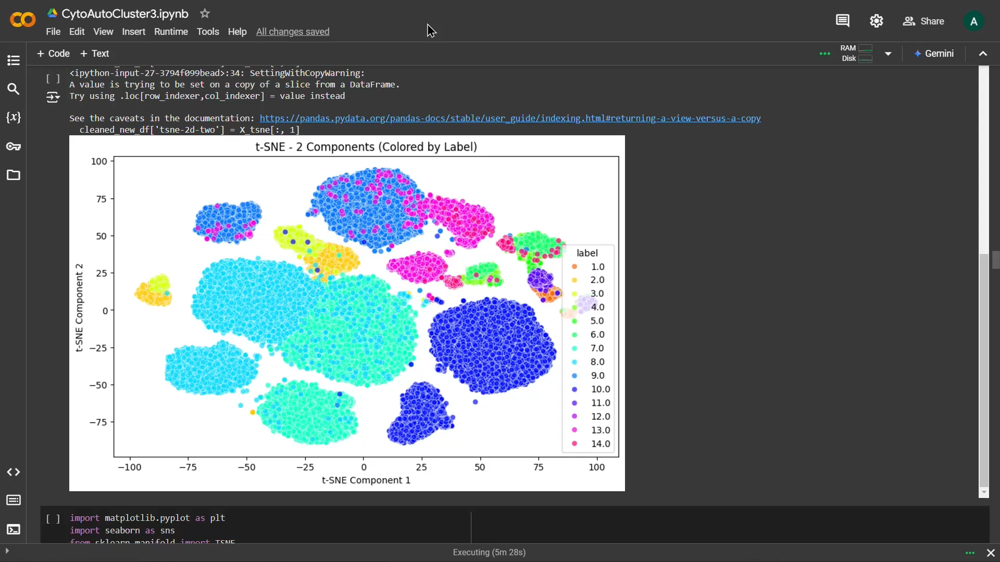 CytoAutoCluster3.ipynb
File Edit View Insert Runtime Tools Help All changes saved
Share
A
+ Code + Text
RAM
Disk
Gemini
[ ]
<ipython-input-27-3794f099bead>:34: SettingWithCopyWarning:
A value is trying to be set on a copy of a slice from a DataFrame.
Try using .loc[row_indexer,col_indexer] = value instead
See the caveats in the documentation: https://pandas.pydata.org/pandas-docs/stable/user_guide/indexing.html#returning-a-view-versus-a-copy
cleaned_new_df['tsne-2d-two'] = X_tsne[:, 1]
t-SNE - 2 Components (Colored by Label)
100
75
50
25
0
−25
−50
−75
t-SNE Component 2
label
1.0
2.0
3.0
4.0
5.0
6.0
7.0
8.0
9.0
10.0
11.0
12.0
13.0
14.0
−100 −75 −50 −25 0 25 50 75 100
t-SNE Component 1
[ ] import matplotlib.pyplot as plt
import seaborn as sns
from sklearn.manifold import TSNE
Executing (5m 28s)